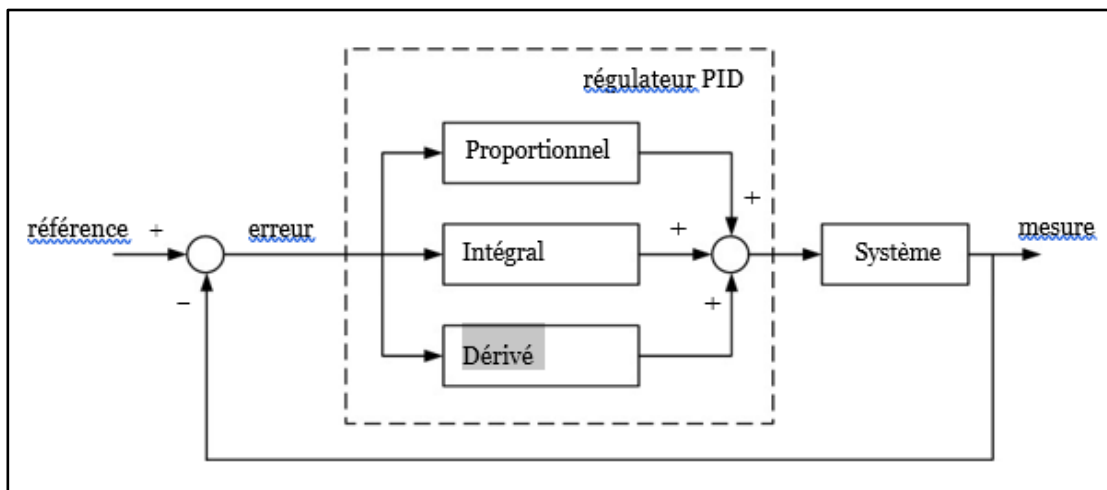 régulateur PID
Proportionnel
+
référence
+
erreur
+
mesure
Intégral
Système
−
+
Dérivé